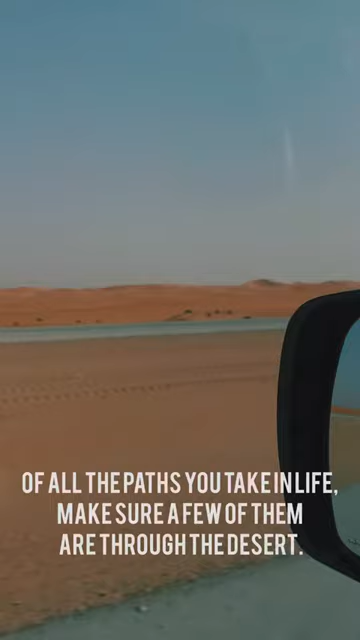 OF ALL THE PATHS YOU TAKE IN LIFE,
MAKE SURE A FEW OF THEM
ARE THROUGH THE DESERT.